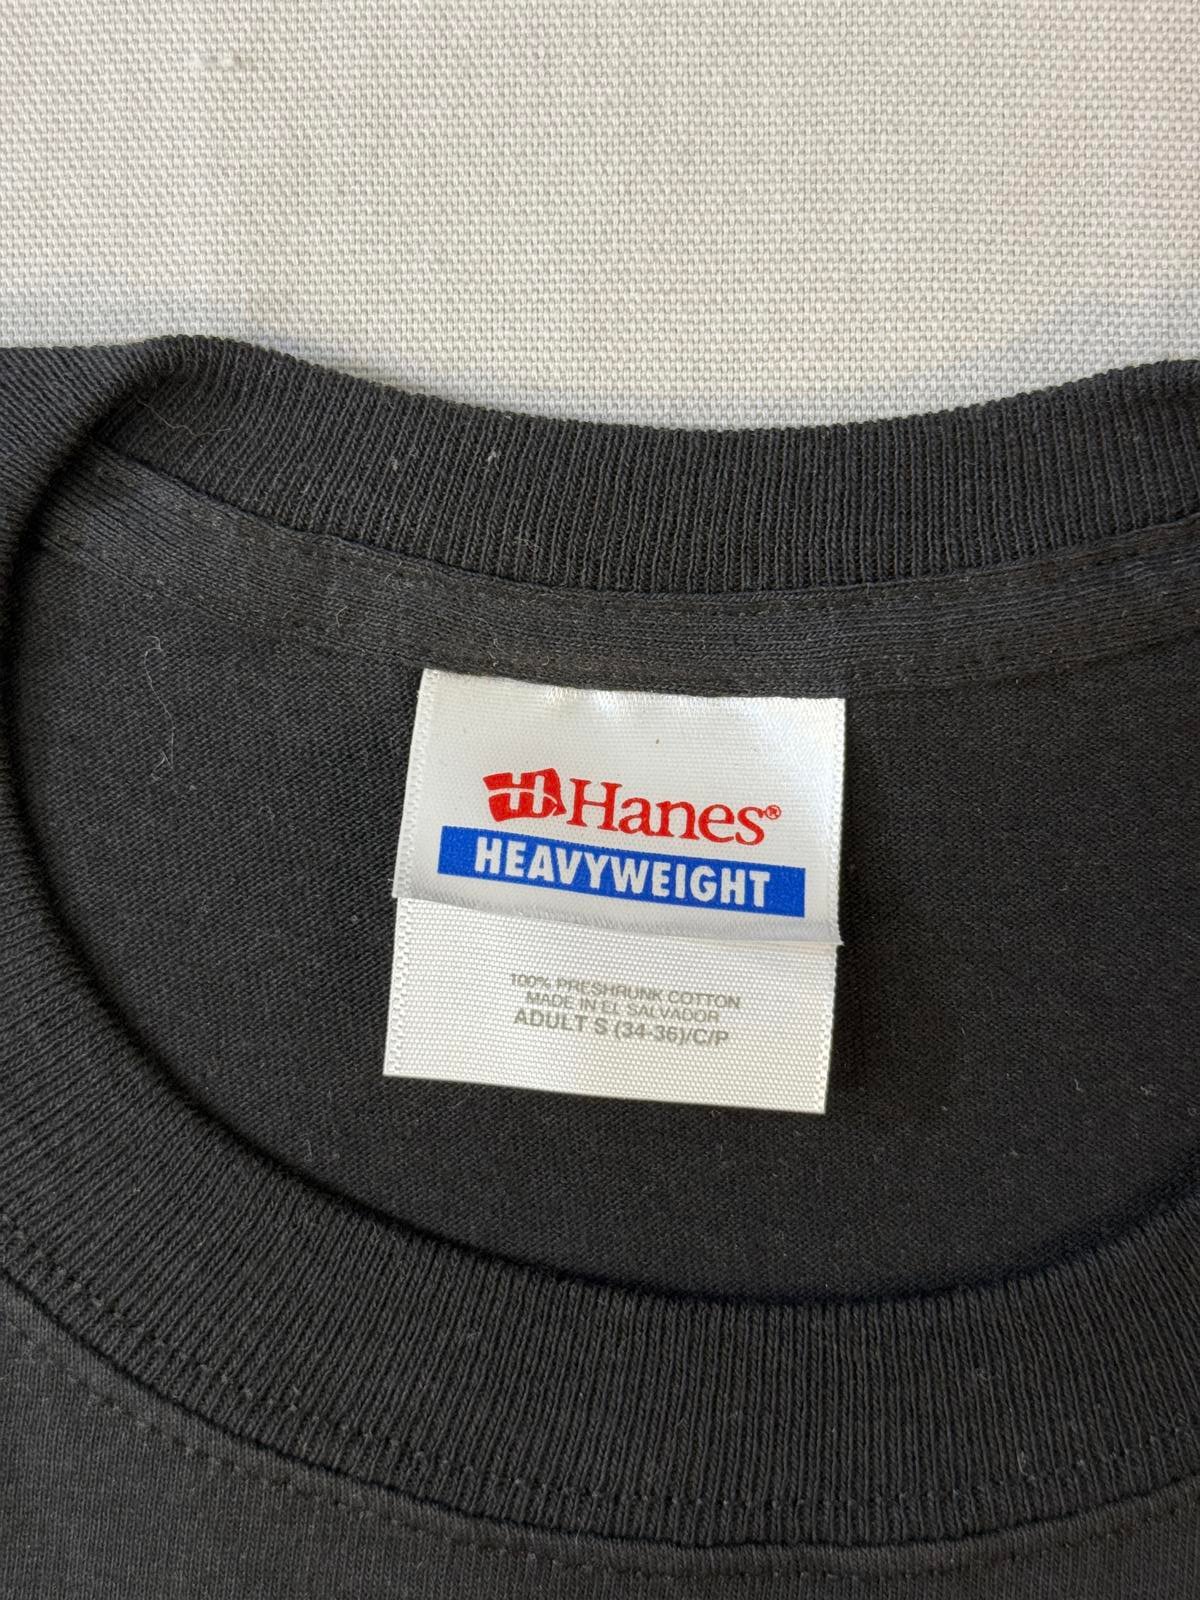 Hanes®
HEAVYWEIGHT
100% PRESHRUNK COTTON
MADE IN EL SALVADOR
ADULT S (34-36)/C/P